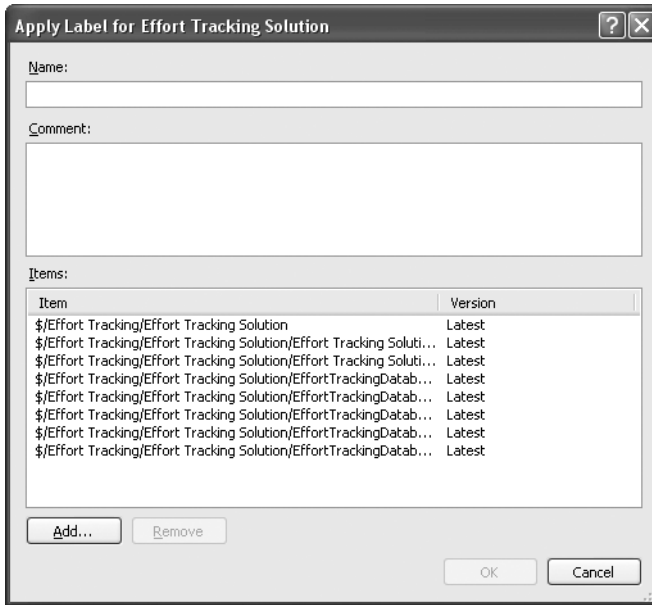 Apply Label for Effort Tracking Solution
Name:
Comment:
Items:
Item Version
$/Effort Tracking/Effort Tracking Solution Latest
$/Effort Tracking/Effort Tracking Solution/Effort Tracking Soluti... Latest
$/Effort Tracking/Effort Tracking Solution/Effort Tracking Soluti... Latest
$/Effort Tracking/Effort Tracking Solution/EffortTrackingDatab... Latest
$/Effort Tracking/Effort Tracking Solution/EffortTrackingDatab... Latest
$/Effort Tracking/Effort Tracking Solution/EffortTrackingDatab... Latest
$/Effort Tracking/Effort Tracking Solution/EffortTrackingDatab... Latest
$/Effort Tracking/Effort Tracking Solution/EffortTrackingDatab... Latest
Add... Remove
OK Cancel